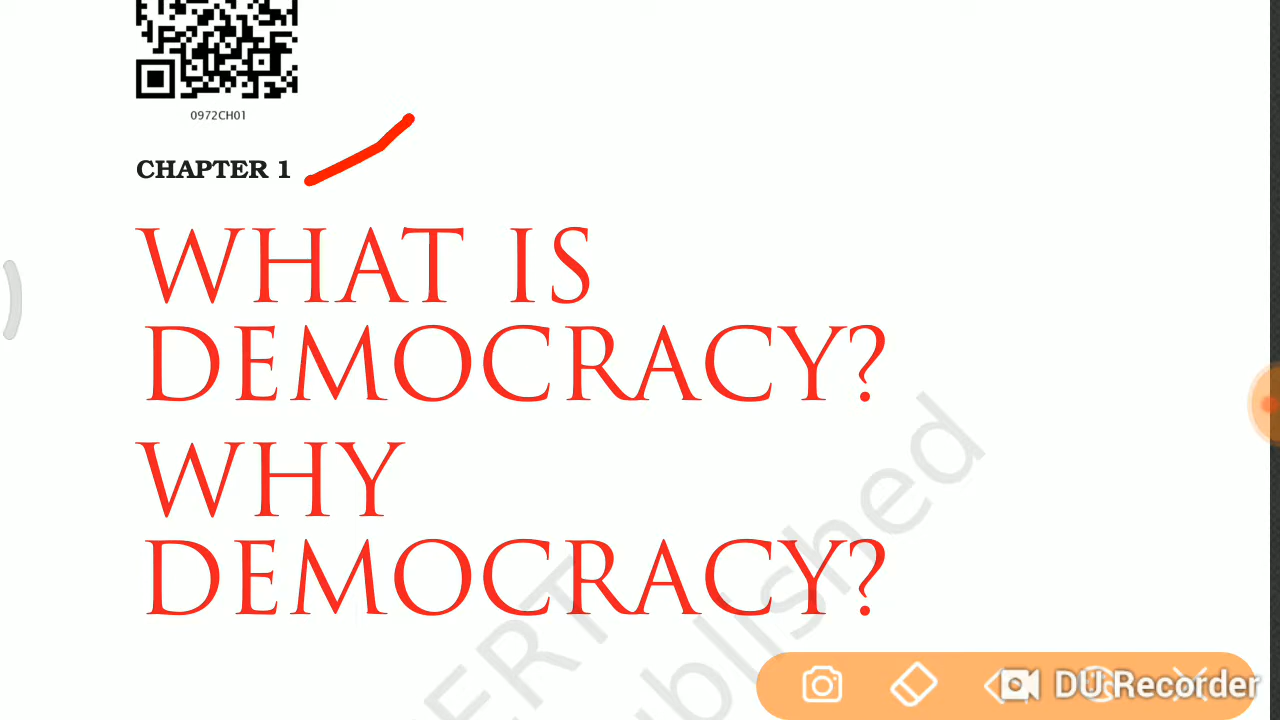 0972CH01
CHAPTER 1
WHAT IS
DEMOCRACY?
WHY
DEMOCRACY?
DU Recorder